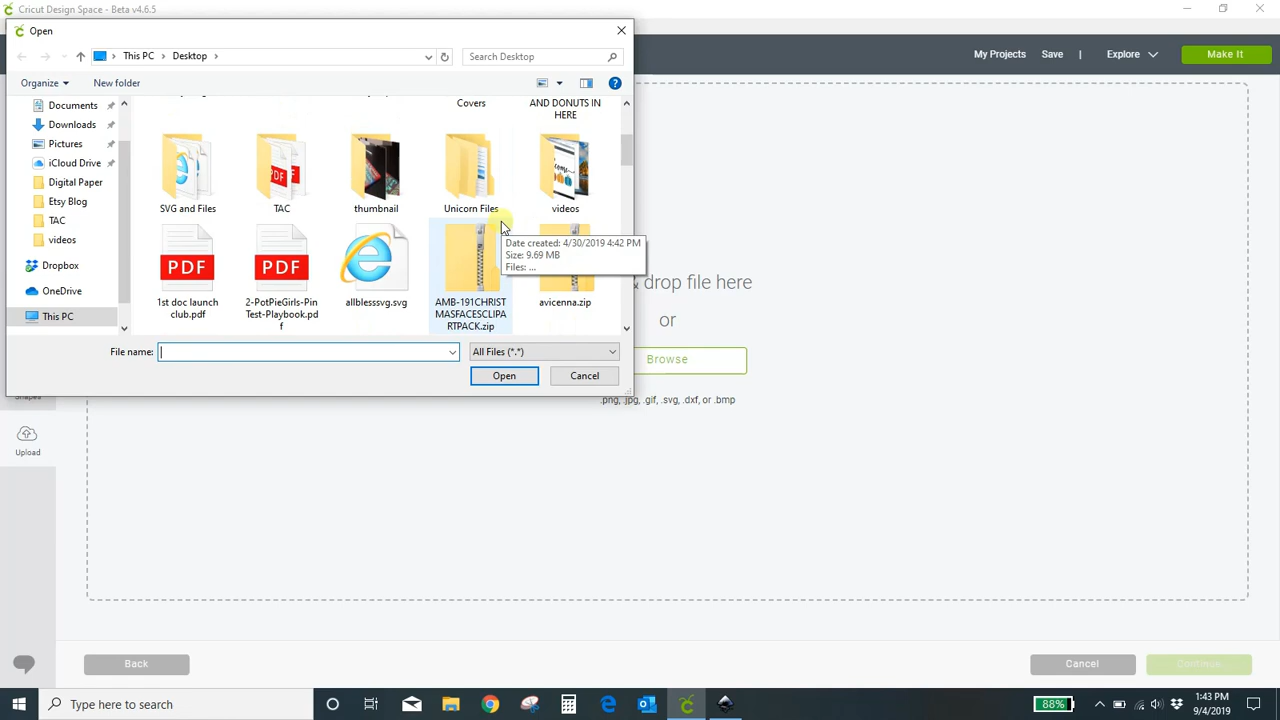 Cricut Design Space - Beta v4.6.5
Open
This PC
Desktop
Search Desktop
My Projects
Save
|
Explore
Make It
Organize
New folder
Documents
Downloads
Pictures
iCloud Drive
Digital Paper
Etsy Blog
TAC
videos
Dropbox
OneDrive
This PC
Covers
AND DONUTS IN
HERE
SVG and Files
TAC
thumbnail
Unicorn Files
videos
PDF
PDF
PDF
1st doc launch
club.pdf
2-PotPieGirls-Pin
Test-Playbook.pd
f
allblesssvg.svg
AMB-191CHRIST
MASFACESCLIPA
RTPACK.zip
avicenna.zip
Date created: 4/30/2019 4:42 PM
Size: 9.69 MB
Files: ...
File name:
All Files (*.*)
Open
Cancel
& drop file here
or
Browse
.png, .jpg, .gif, .svg, .dxf, or .bmp
Upload
Back
Cancel
Continue
Type here to search
88%
1:43 PM
9/4/2019